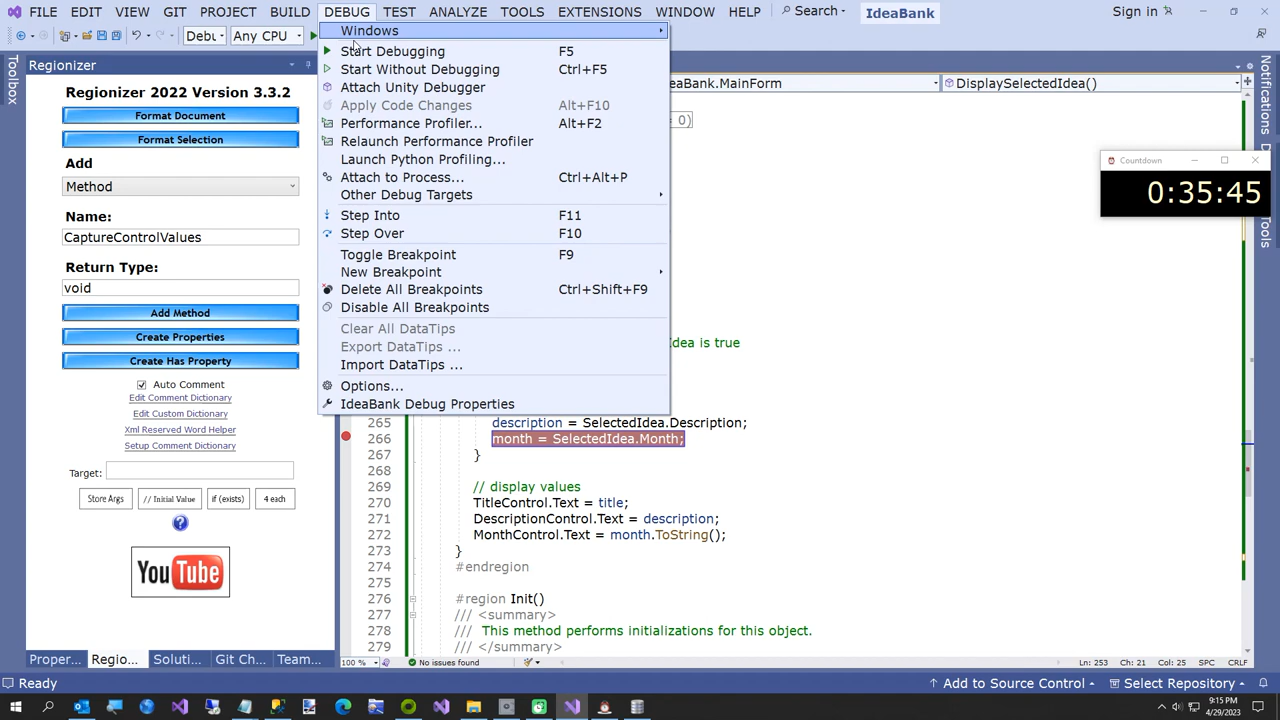 FILE EDIT VIEW GIT PROJECT BUILD DEBUG TEST ANALYZE TOOLS EXTENSIONS WINDOW HELP Search IdeaBank Sign in
Debu Any CPU
Toolbox
Regionizer
Regionizer 2022 Version 3.3.2
Format Document
Format Selection
Add
Method
Name:
CaptureControlValues
Return Type:
void
Add Method
Create Properties
Create Has Property
Auto Comment
Edit Comment Dictionary
Edit Custom Dictionary
Xml Reserved Word Helper
Setup Comment Dictionary
Target:
Store Args // Initial Value if (exists) 4 each
You Tube
Proper... Regio... Soluti... Git Ch... Team...
Windows
Start Debugging F5
Start Without Debugging Ctrl+F5
Attach Unity Debugger
Apply Code Changes Alt+F10
Performance Profiler... Alt+F2
Relaunch Performance Profiler
Launch Python Profiling...
Attach to Process... Ctrl+Alt+P
Other Debug Targets
Step Into F11
Step Over F10
Toggle Breakpoint F9
New Breakpoint
Delete All Breakpoints Ctrl+Shift+F9
Disable All Breakpoints
Clear All DataTips
Export DataTips ...
Import DataTips ...
Options...
IdeaBank Debug Properties
IdeaBank.MainForm DisplaySelectedIdea()
= 0)
Countdown
0:35:45
Idea is true
265 description = SelectedIdea.Description;
266 month = SelectedIdea.Month;
267 }
268
269 // display values
270 TitleControl.Text = title;
271 DescriptionControl.Text = description;
272 MonthControl.Text = month.ToString();
273 }
274 #endregion
275
276 #region Init()
277 /// <summary>
278 /// This method performs initializations for this object.
279 /// </summary>
100 % No issues found Ln: 253 Ch: 21 Col: 25 SPC CRLF
Ready Add to Source Control Select Repository
9:15 PM
4/29/2023